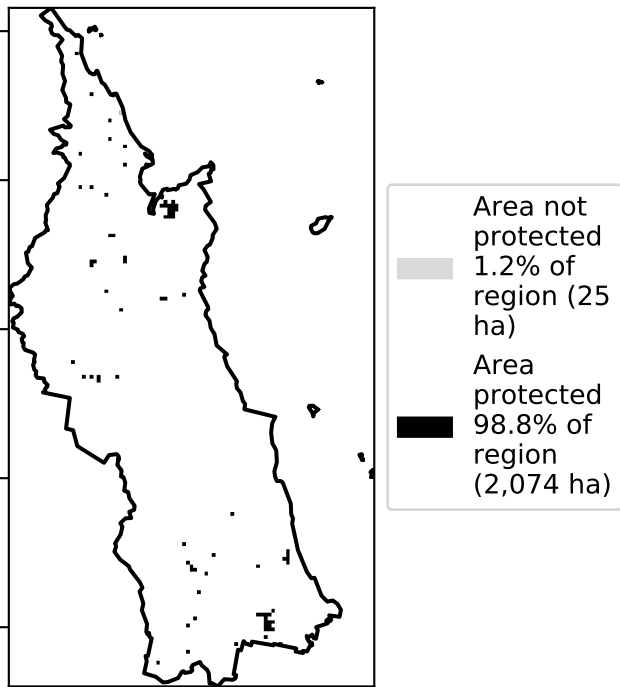 Area not
protected
1.2% of
region (25
ha)
Area
protected
98.8% of
region
(2,074 ha)